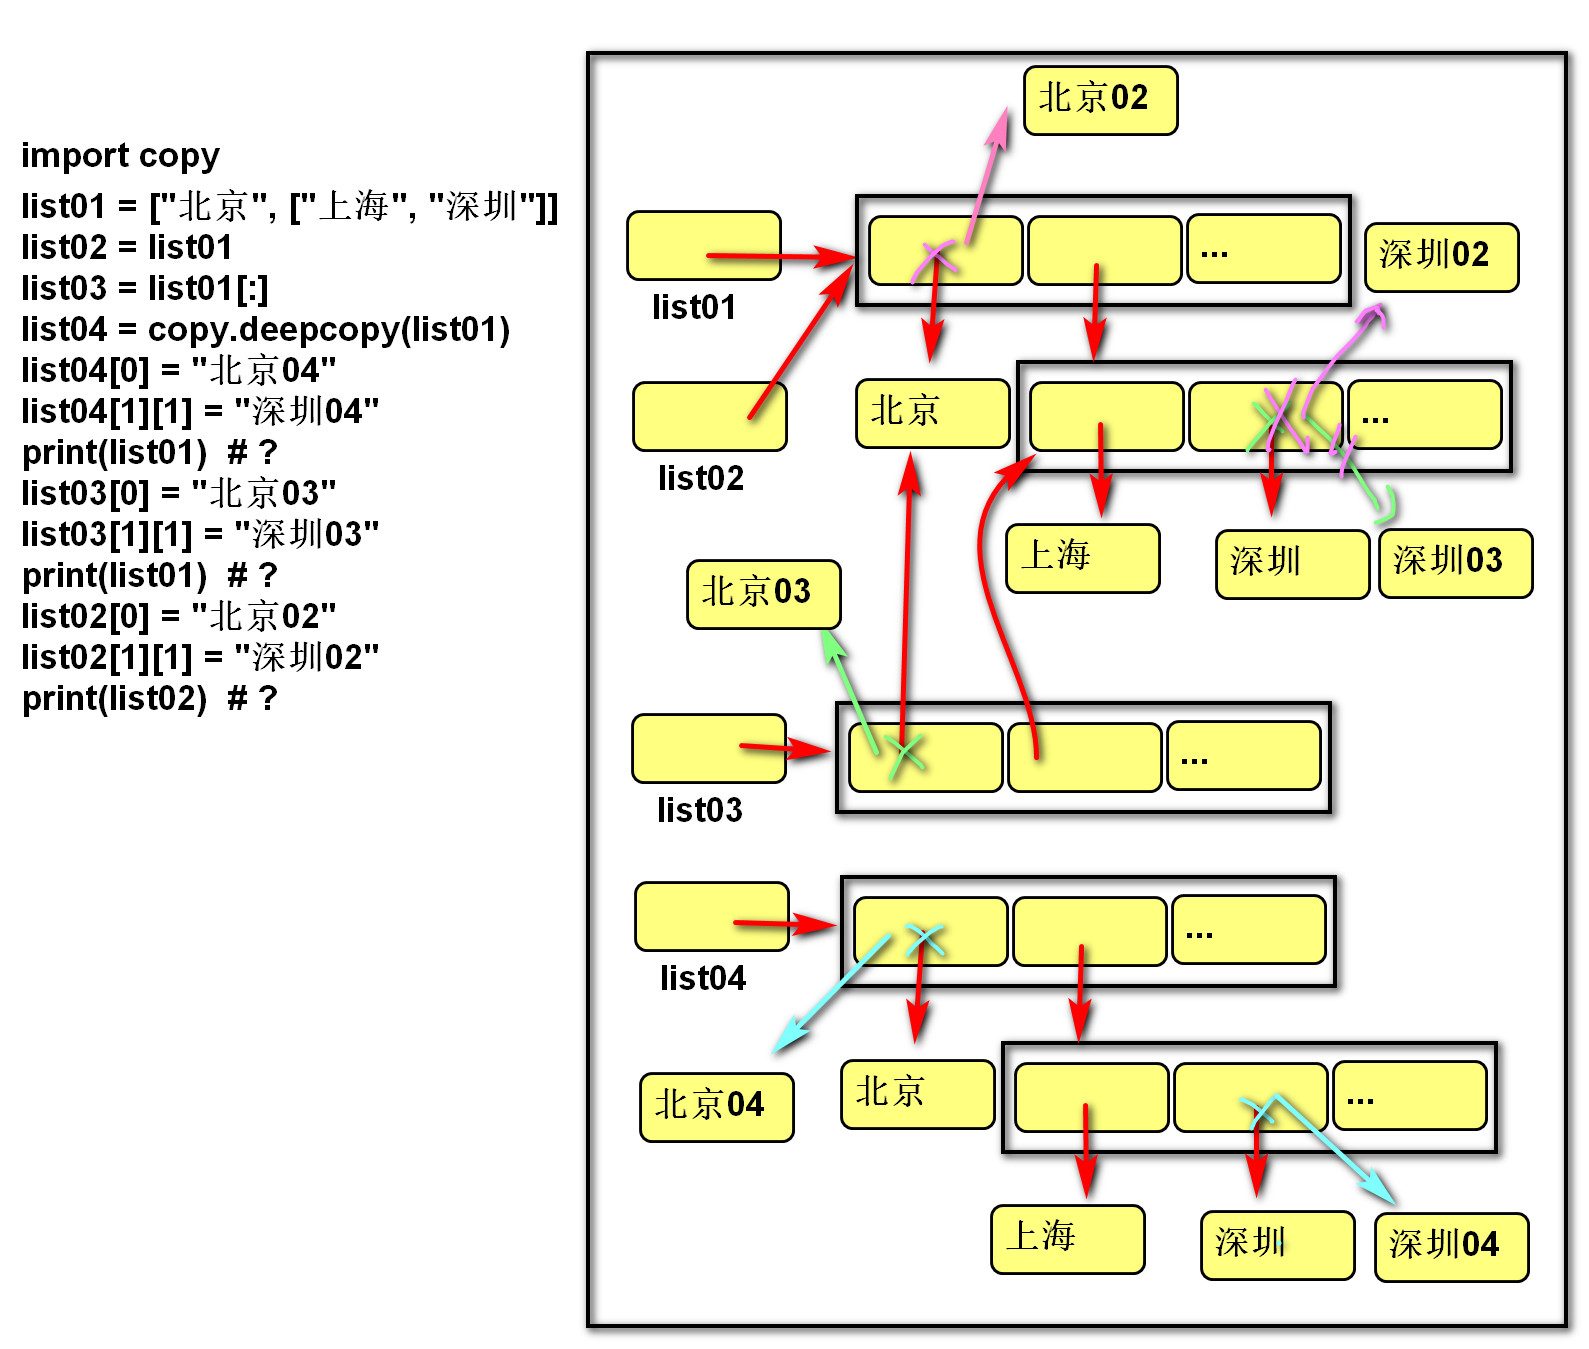 import copy
list01 = ["北京", ["上海", "深圳"]]
list02 = list01
list03 = list01[:]
list04 = copy.deepcopy(list01)
list04[0] = "北京04"
list04[1][1] = "深圳04"
print(list01)  # ?
list03[0] = "北京03"
list03[1][1] = "深圳03"
print(list01)  # ?
list02[0] = "北京02"
list02[1][1] = "深圳02"
print(list02)  # ?
北京02
...
深圳02
list01
北京
...
list02
上海
深圳
深圳03
北京03
...
list03
...
list04
北京04
北京
...
上海
深圳
深圳04